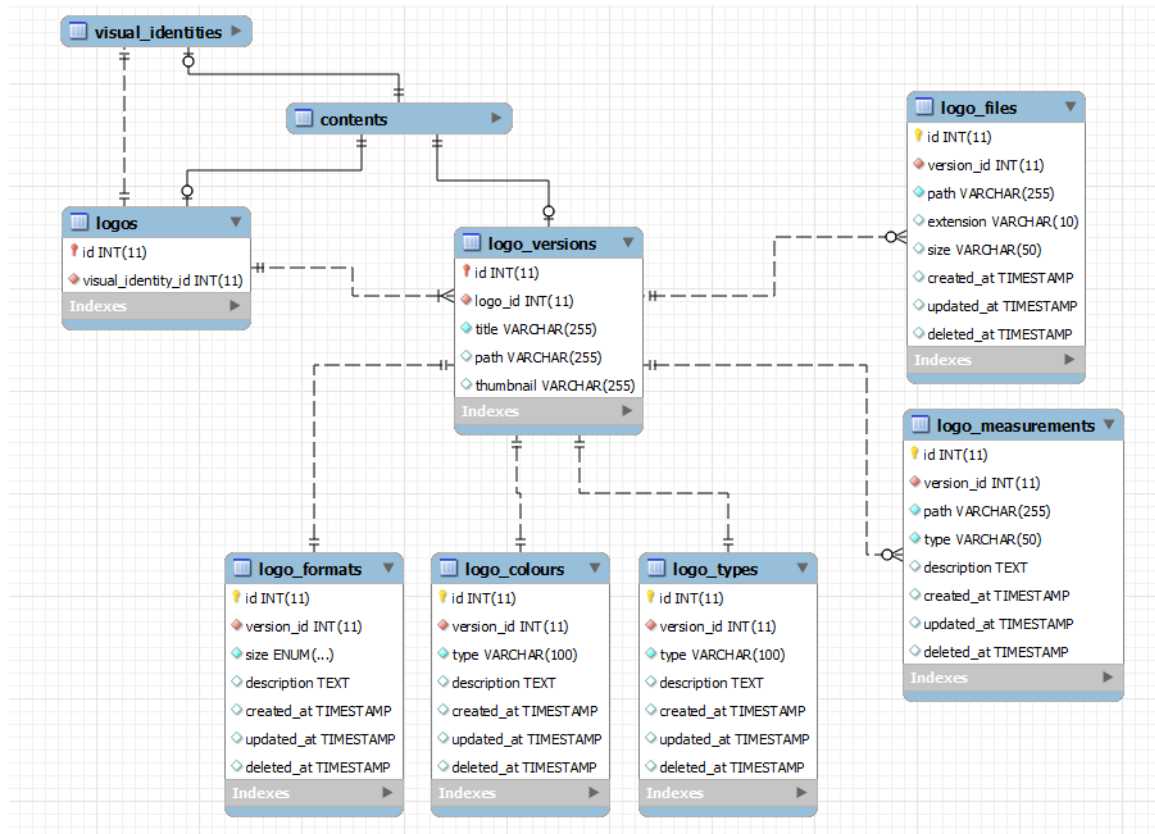 visual_identities
contents
logos
id INT(11)
visual_identity_id INT(11)
Indexes
logo_versions
id INT(11)
logo_id INT(11)
title VARCHAR(255)
path VARCHAR(255)
thumbnail VARCHAR(255)
Indexes
logo_files
id INT(11)
version_id INT(11)
path VARCHAR(255)
extension VARCHAR(10)
size VARCHAR(50)
created_at TIMESTAMP
updated_at TIMESTAMP
deleted_at TIMESTAMP
Indexes
logo_measurements
id INT(11)
version_id INT(11)
path VARCHAR(255)
type VARCHAR(50)
description TEXT
created_at TIMESTAMP
updated_at TIMESTAMP
deleted_at TIMESTAMP
Indexes
logo_formats
id INT(11)
version_id INT(11)
size ENUM(...)
description TEXT
created_at TIMESTAMP
updated_at TIMESTAMP
deleted_at TIMESTAMP
Indexes
logo_colours
id INT(11)
version_id INT(11)
type VARCHAR(100)
description TEXT
created_at TIMESTAMP
updated_at TIMESTAMP
deleted_at TIMESTAMP
Indexes
logo_types
id INT(11)
version_id INT(11)
type VARCHAR(100)
description TEXT
created_at TIMESTAMP
updated_at TIMESTAMP
deleted_at TIMESTAMP
Indexes